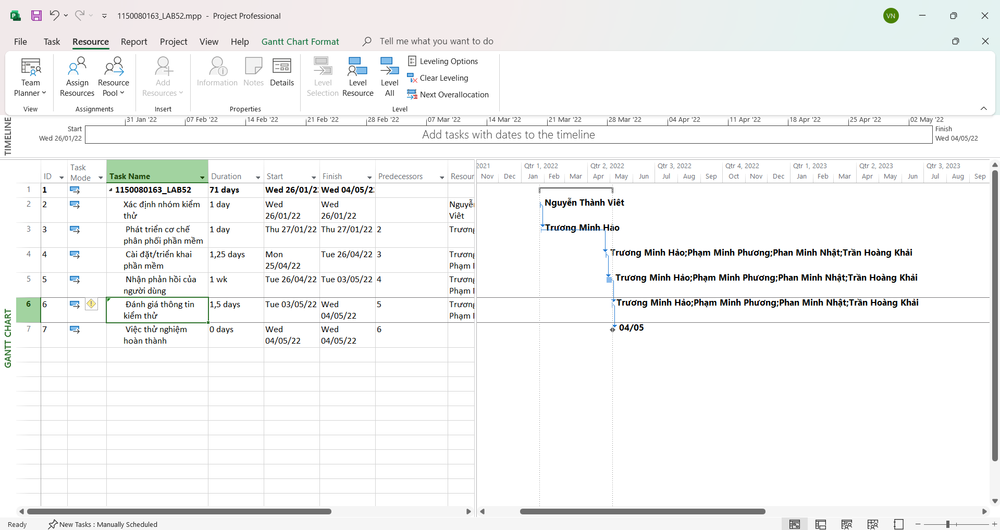 1150080163_LAB52.mpp - Project Professional
VN
File Task Resource Report Project View Help Gantt Chart Format Tell me what you want to do
Team Planner
Assign Resources
Resource Pool
Add Resources
Information
Notes
Details
Level Selection
Level Resource
Level All
Leveling Options
Clear Leveling
Next Overallocation
View Assignments Insert Properties Level
TIMELINE
31 Jan '22 07 Feb '22 14 Feb '22 21 Feb '22 28 Feb '22 07 Mar '22 14 Mar '22 21 Mar '22 28 Mar '22 04 Apr '22 11 Apr '22 18 Apr '22 25 Apr '22 02 May '22
Start
Wed 26/01/22
Add tasks with dates to the timeline
Finish
Wed 04/05/22
GANTT CHART
ID Task Mode Task Name Duration Start Finish Predecessors Resour
2021 Qtr 1, 2022 Qtr 2, 2022 Qtr 3, 2022 Qtr 4, 2022 Qtr 1, 2023 Qtr 2, 2023 Qtr 3, 2023
Nov Dec Jan Feb Mar Apr May Jun Jul Aug Sep Oct Nov Dec Jan Feb Mar Apr May Jun Jul Aug Sep
1 1 1150080163_LAB52 71 days Wed 26/01/2 Wed 04/05/2
2 2 Xác định nhóm kiểm 1 day Wed Wed Nguyễ
thử 26/01/22 26/01/22 Viêt
Nguyễn Thành Viêt
3 3 Phát triển cơ chế 1 day Thu 27/01/22 Thu 27/01/22 2 Trương
phân phối phần mềm
Trương Minh Hảo
4 4 Cài đặt/triển khai 1,25 days Mon Tue 26/04/22 3 Trương
phần mềm 25/04/22 Phạm
Trương Minh Hảo;Phạm Minh Phương;Phan Minh Nhật;Trần Hoàng Khải
5 5 Nhận phản hồi của 1 wk Tue 26/04/22 Tue 03/05/22 4 Trương
người dùng Phạm
Trương Minh Hảo;Phạm Minh Phương;Phan Minh Nhật;Trần Hoàng Khải
6 6 Đánh giá thông tin 1,5 days Tue 03/05/22 Wed 5 Trương
kiểm thử 04/05/22 Phạm
Trương Minh Hảo;Phạm Minh Phương;Phan Minh Nhật;Trần Hoàng Khải
7 7 Việc thử nghiệm 0 days Wed Wed 6
hoàn thành 04/05/22 04/05/22
04/05
Ready New Tasks : Manually Scheduled